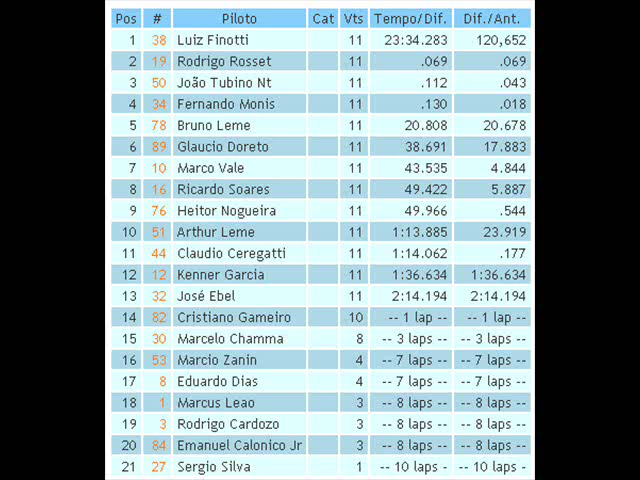 Pos # Piloto Cat Vts Tempo/Dif. Dif./Ant.
1 38 Luiz Finotti 11 23:34.283 120,652
2 19 Rodrigo Rosset 11 .069 .069
3 50 João Tubino Nt 11 .112 .043
4 34 Fernando Monis 11 .130 .018
5 78 Bruno Leme 11 20.808 20.678
6 89 Glaucio Doreto 11 38.691 17.883
7 10 Marco Vale 11 43.535 4.844
8 16 Ricardo Soares 11 49.422 5.887
9 76 Heitor Nogueira 11 49.966 .544
10 51 Arthur Leme 11 1:13.885 23.919
11 44 Claudio Ceregatti 11 1:14.062 .177
12 12 Kenner Garcia 11 1:36.634 1:36.634
13 32 José Ebel 11 2:14.194 2:14.194
14 82 Cristiano Gameiro 10 -- 1 lap -- -- 1 lap --
15 30 Marcelo Chamma 8 -- 3 laps -- -- 3 laps --
16 53 Marcio Zanin 4 -- 7 laps -- -- 7 laps --
17 8 Eduardo Dias 4 -- 7 laps -- -- 7 laps --
18 1 Marcus Leao 3 -- 8 laps -- -- 8 laps --
19 3 Rodrigo Cardozo 3 -- 8 laps -- -- 8 laps --
20 84 Emanuel Calonico Jr 3 -- 8 laps -- -- 8 laps --
21 27 Sergio Silva 1 -- 10 laps - -- 10 laps -